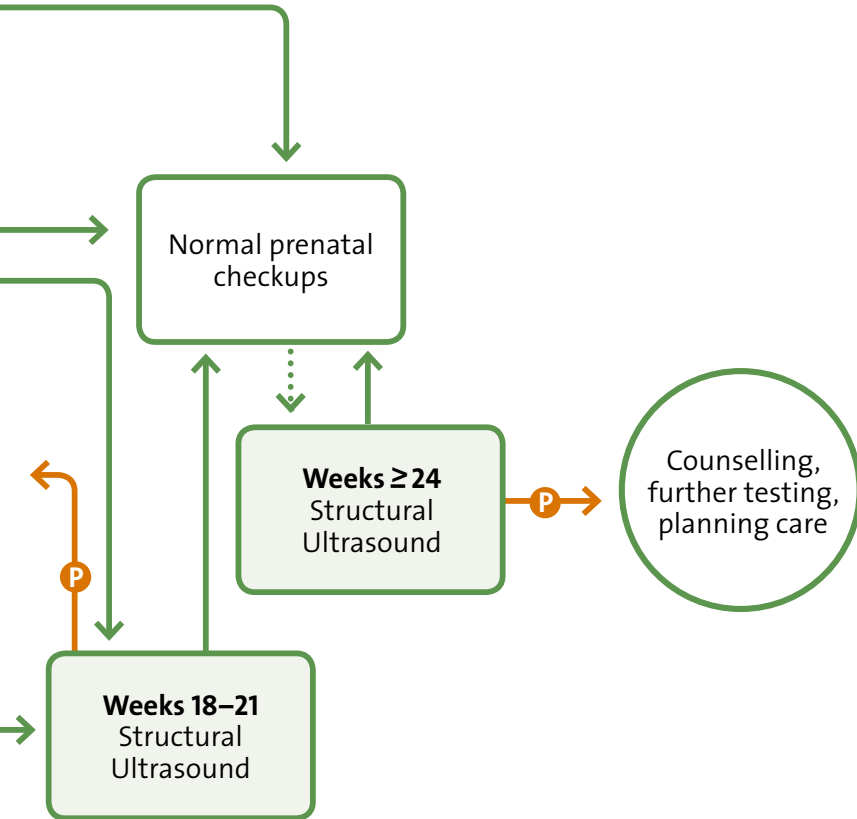 Normal prenatal
checkups
Weeks ≥ 24
Structural
Ultrasound
P
Counselling,
further testing,
planning care
P
Weeks 18–21
Structural
Ultrasound